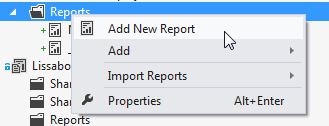 Reports
Add New Report
Add
Import Reports
Properties Alt+Enter
Lissabo
Shar
Shar
Reports